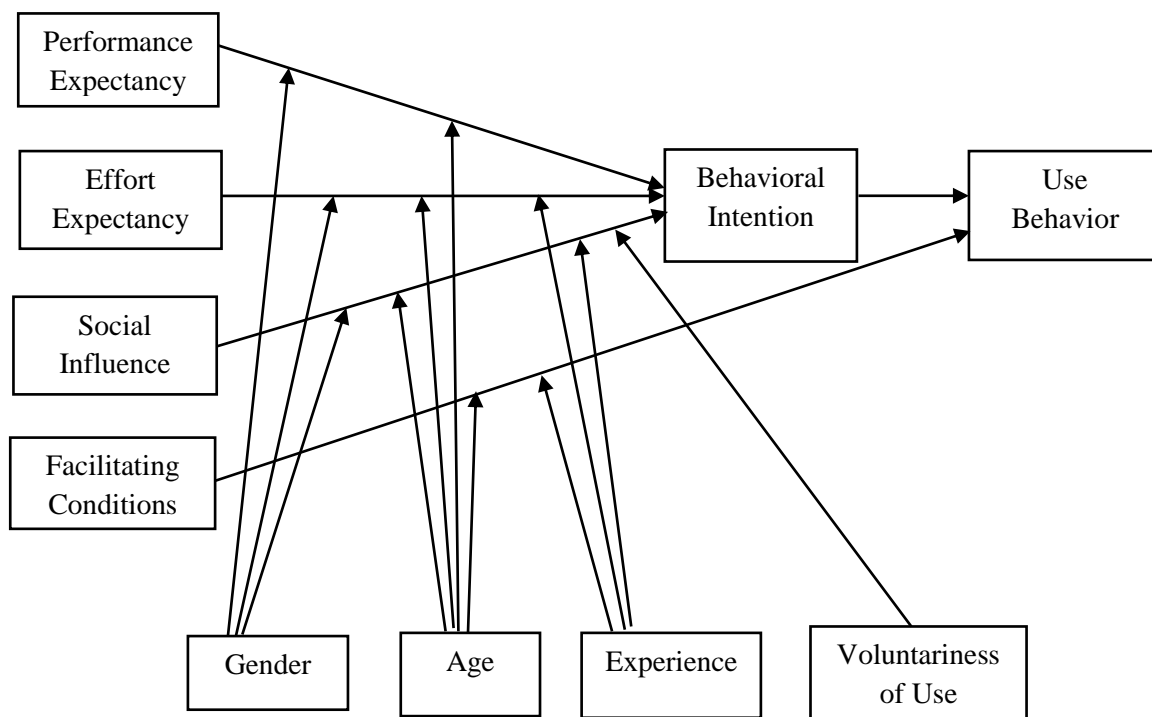 Performance
Expectancy
Effort
Expectancy
Behavioral
Intention
Use
Behavior
Social
Influence
Facilitating
Conditions
Gender
Age
Experience
Voluntariness
of Use